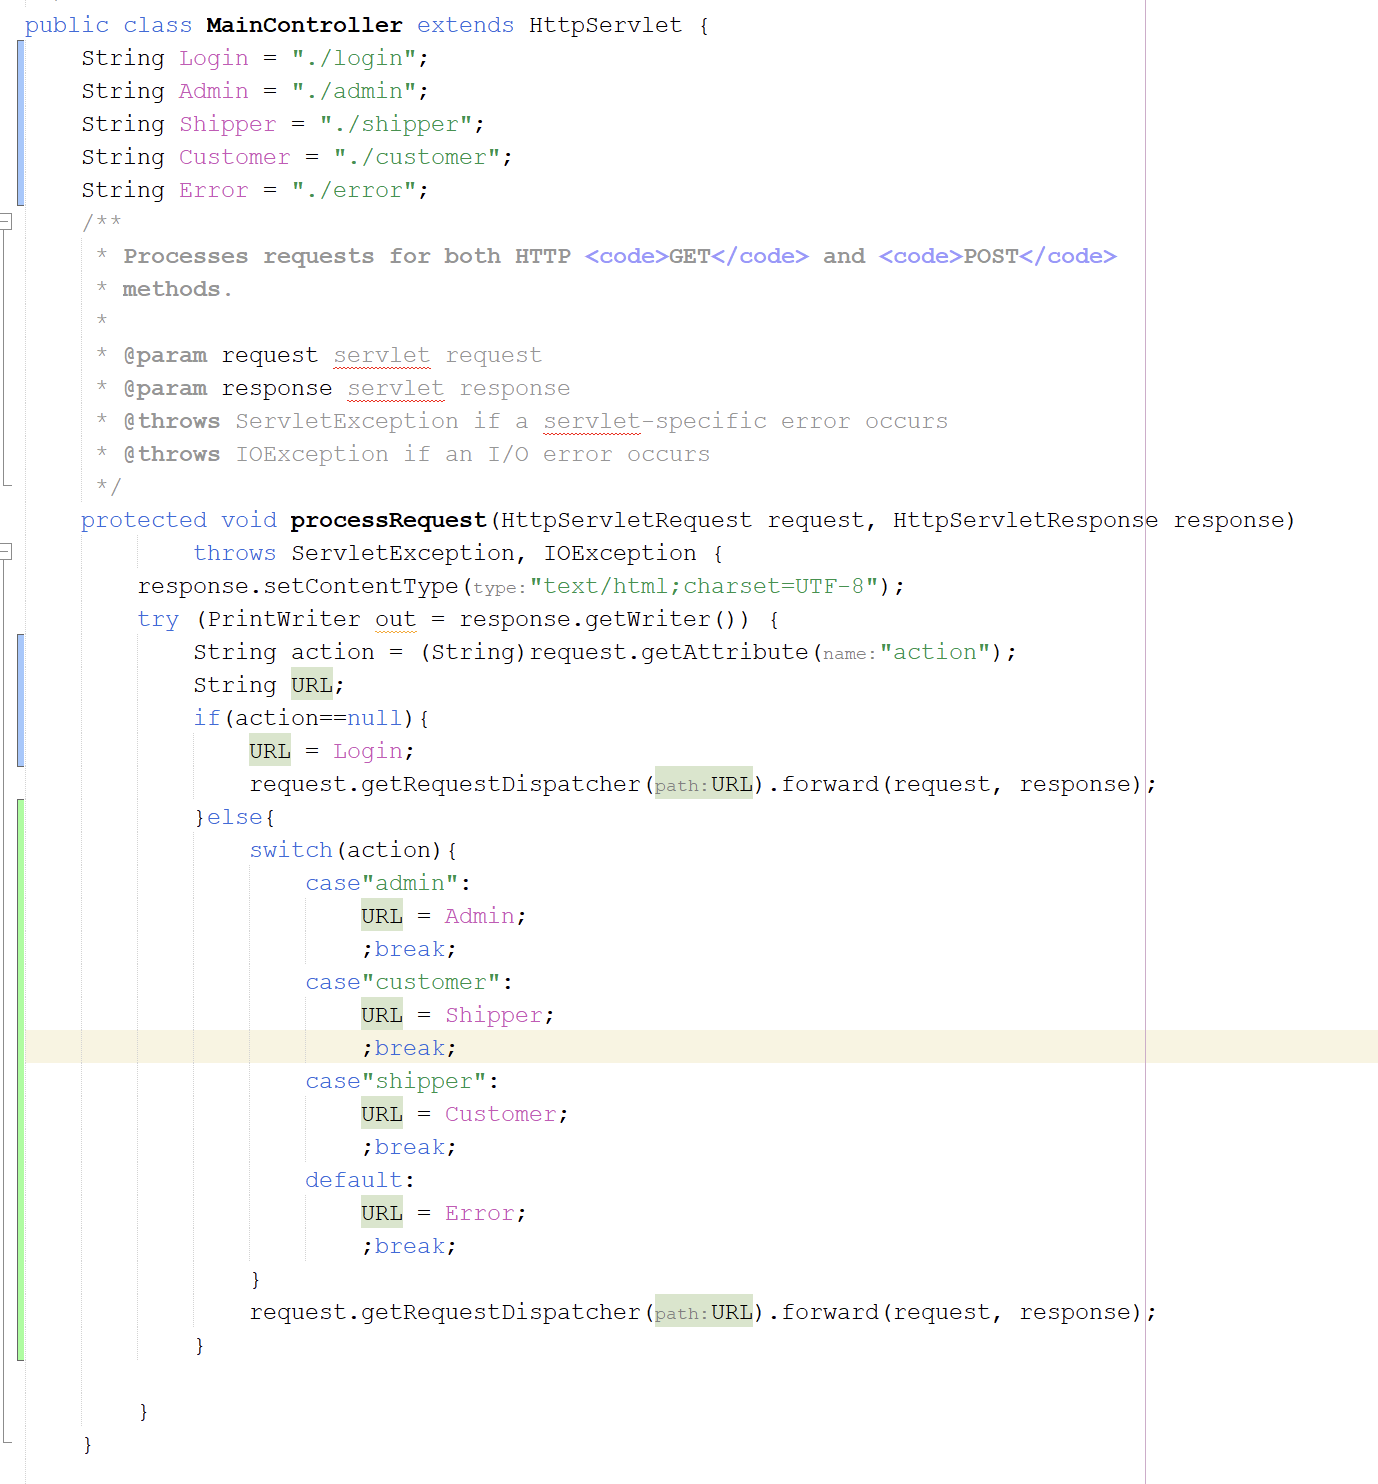 public class MainController extends HttpServlet {
    String Login = "./login";
    String Admin = "./admin";
    String Shipper = "./shipper";
    String Customer = "./customer";
    String Error = "./error";
    /**
     * Processes requests for both HTTP <code>GET</code> and <code>POST</code>
     * methods.
     *
     * @param request servlet request
     * @param response servlet response
     * @throws ServletException if a servlet-specific error occurs
     * @throws IOException if an I/O error occurs
     */
    protected void processRequest(HttpServletRequest request, HttpServletResponse response)
            throws ServletException, IOException {
        response.setContentType(type:"text/html;charset=UTF-8");
        try (PrintWriter out = response.getWriter()) {
            String action = (String)request.getAttribute(name:"action");
            String URL;
            if(action==null){
                URL = Login;
                request.getRequestDispatcher(path:URL).forward(request, response);
            }else{
                switch(action){
                    case"admin":
                        URL = Admin;
                        ;break;
                    case"customer":
                        URL = Shipper;
                        ;break;
                    case"shipper":
                        URL = Customer;
                        ;break;
                    default:
                        URL = Error;
                        ;break;
                }
                request.getRequestDispatcher(path:URL).forward(request, response);
            }

        }
    }